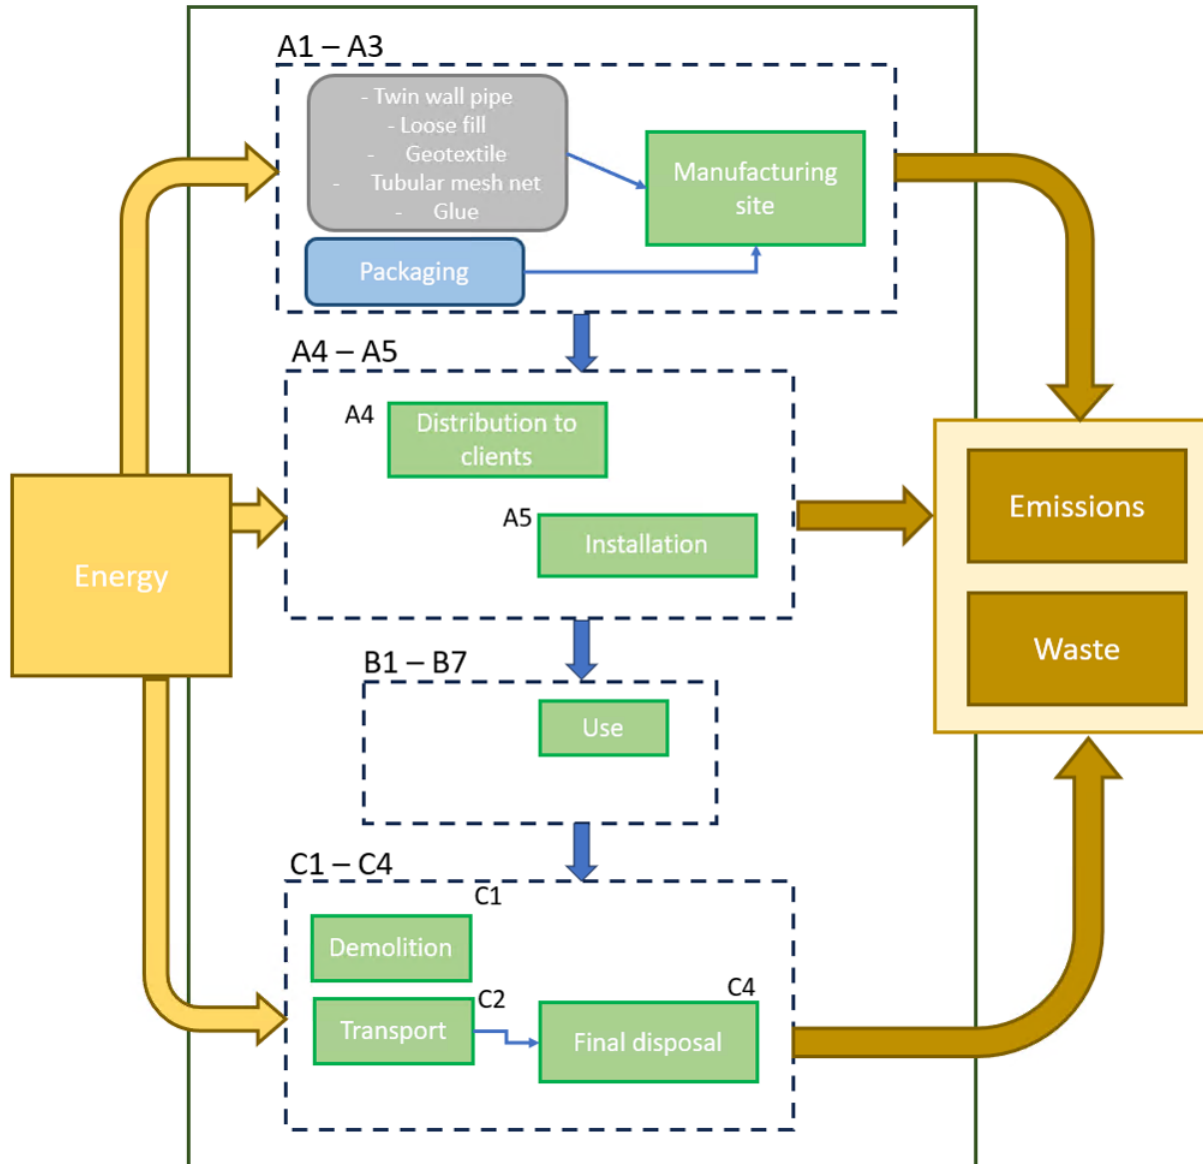 A1 – A3
- Twin wall pipe
- Loose fill
- Geotextile
- Tubular mesh net
- Glue
Manufacturing
site
Packaging
A4 – A5
A4
Distribution to
clients
A5
Installation
Energy
Emissions
Waste
B1 – B7
Use
C1 – C4
C1
Demolition
C2
Transport
C4
Final disposal